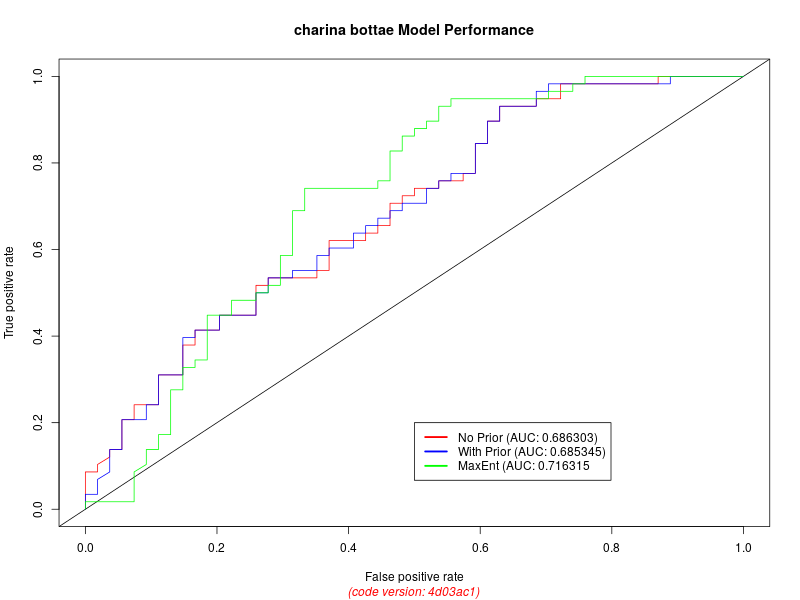 charina bottae Model Performance
True positive rate
1.0
0.8
0.6
0.4
0.2
0.0
No Prior (AUC: 0.686303)
With Prior (AUC: 0.685345)
MaxEnt (AUC: 0.716315
0.0 0.2 0.4 0.6 0.8 1.0
False positive rate
(code version: 4d03ac1)